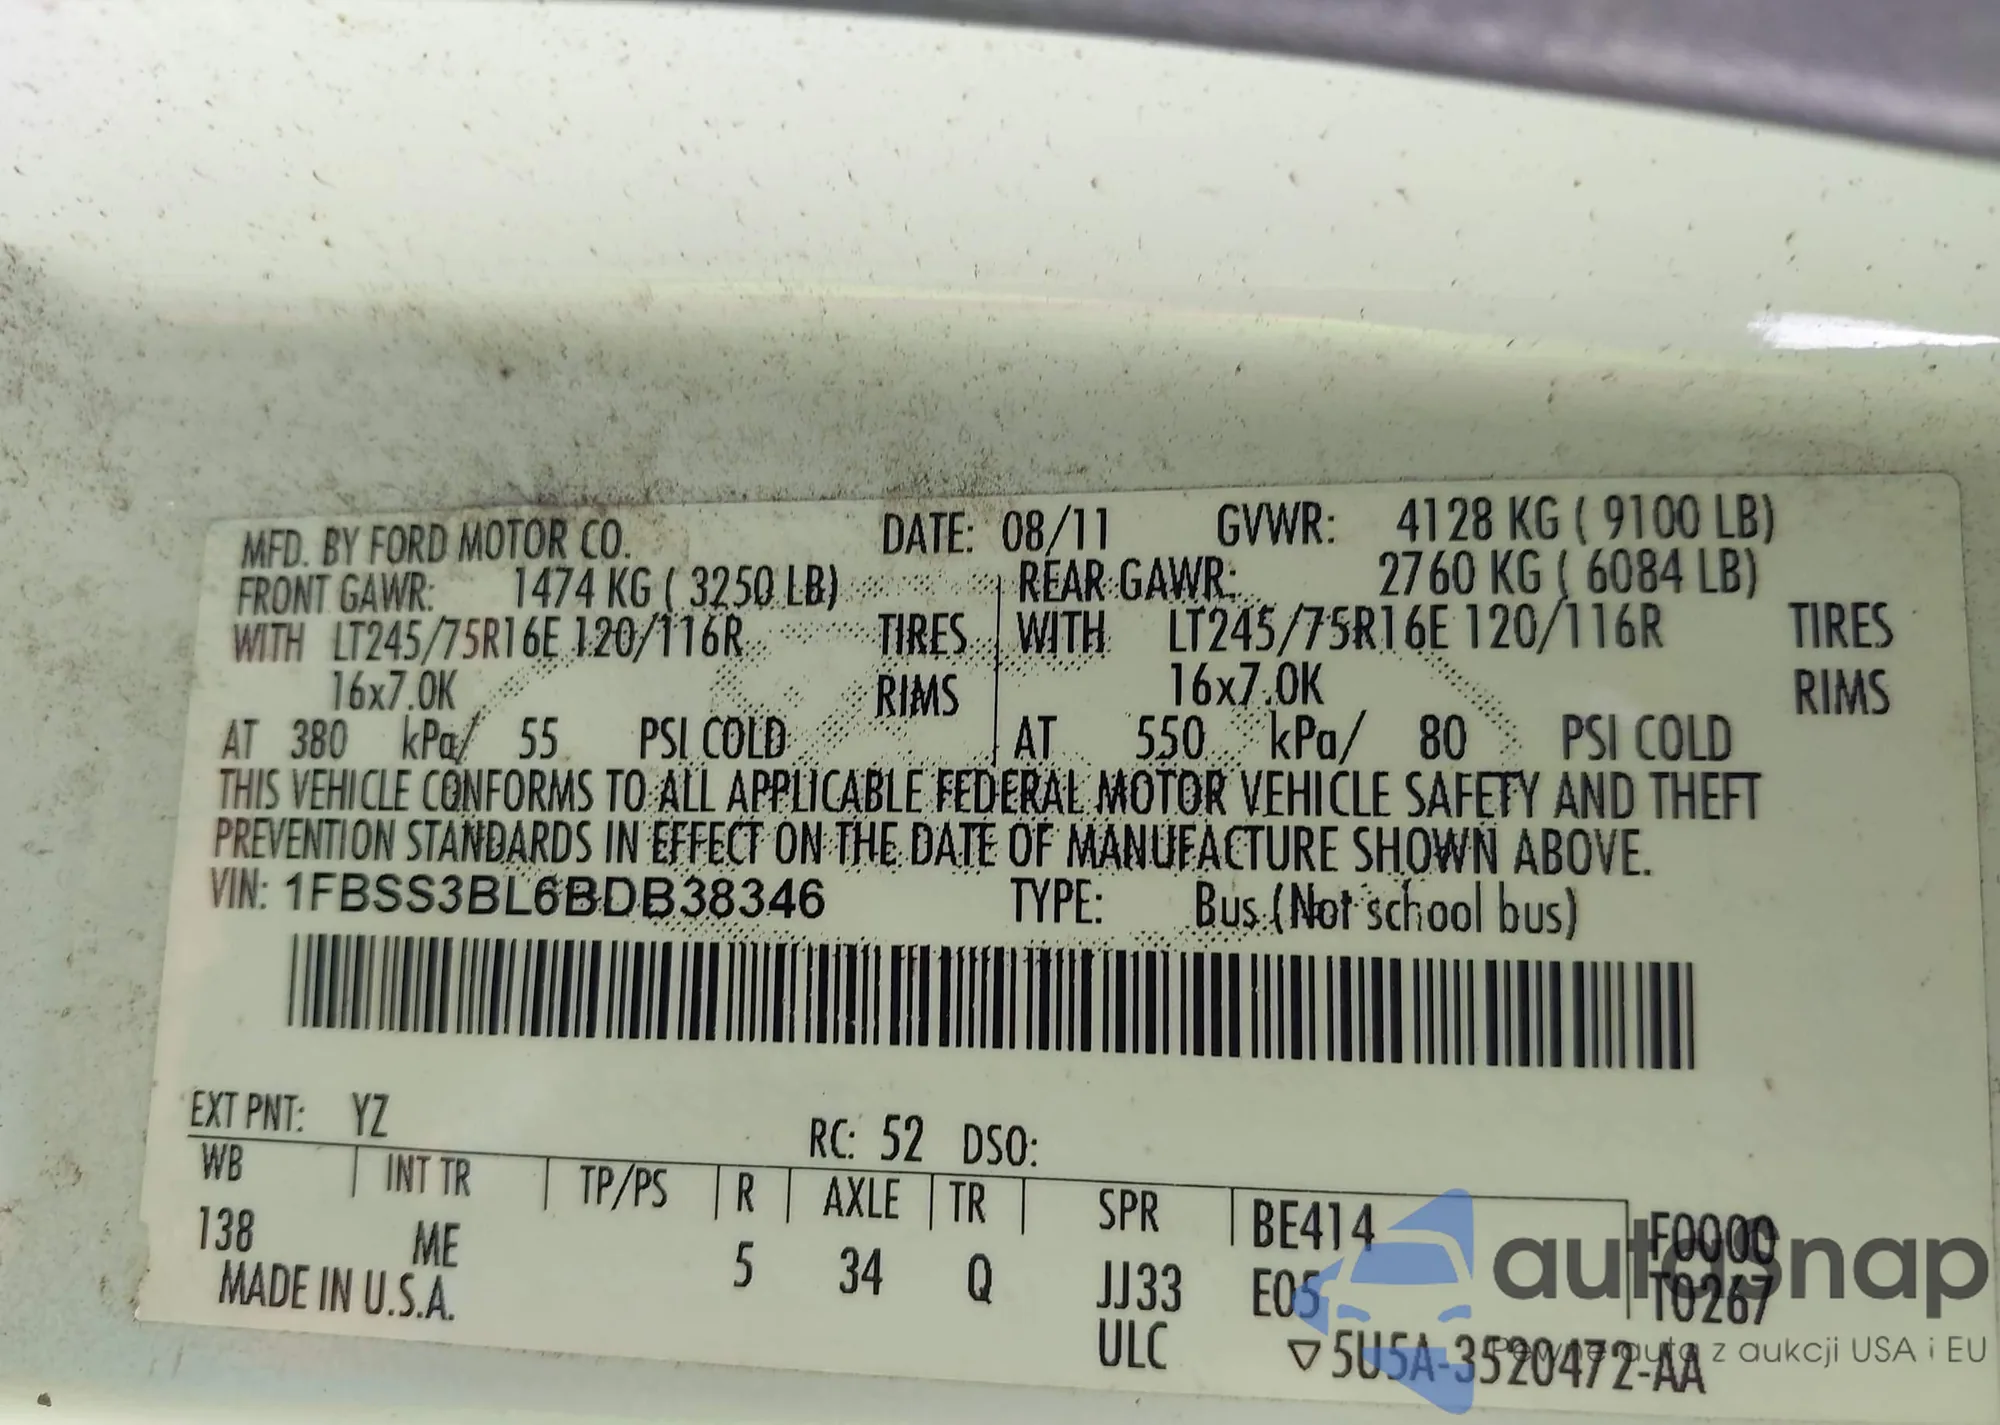 MFD. BY FORD MOTOR CO. DATE: 08/11 GVWR: 4128 KG ( 9100 LB)
FRONT GAWR: 1474 KG ( 3250 LB) REAR GAWR: 2760 KG ( 6084 LB)
WITH LT245/75R16E 120/116R TIRES WITH LT245/75R16E 120/116R TIRES
16x7.0K RIMS 16x7.0K RIMS
AT 380 kPa/ 55 PSI COLD AT 550 kPa/ 80 PSI COLD
THIS VEHICLE CONFORMS TO ALL APPLICABLE FEDERAL MOTOR VEHICLE SAFETY AND THEFT
PREVENTION STANDARDS IN EFFECT ON THE DATE OF MANUFACTURE SHOWN ABOVE.
VIN: 1FBSS3BL6BDB38346 TYPE: Bus (Not school bus)
EXT PNT: YZ RC: 52 DSO:
WB INT TR TP/PS R AXLE TR SPR BE414 F0000
138 ME 5 34 Q JJ33 E05 T0267
MADE IN U.S.A. ULC ▽5U5A-3520472-AA
autosnap
Pewne auta z aukcji USA i EU